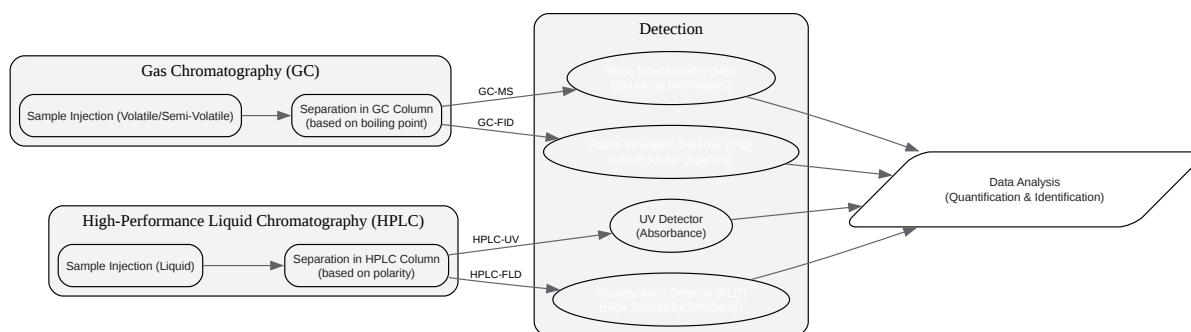 Gas Chromatography (GC)
Sample Injection (Volatile/Semi-Volatile)
Separation in GC Column
(based on boiling point)
GC-MS
GC-FID
High-Performance Liquid Chromatography (HPLC)
Sample Injection (Liquid)
Separation in HPLC Column
(based on polarity)
HPLC-UV
HPLC-FLD
Detection
Mass Spectrometry (MS)
(Structural Information)
Flame Ionization Detector (FID)
(Universal for Organics)
UV Detector
(Absorbance)
Fluorescence Detector (FLD)
(High Sensitivity/Selectivity)
Data Analysis
(Quantification & Identification)